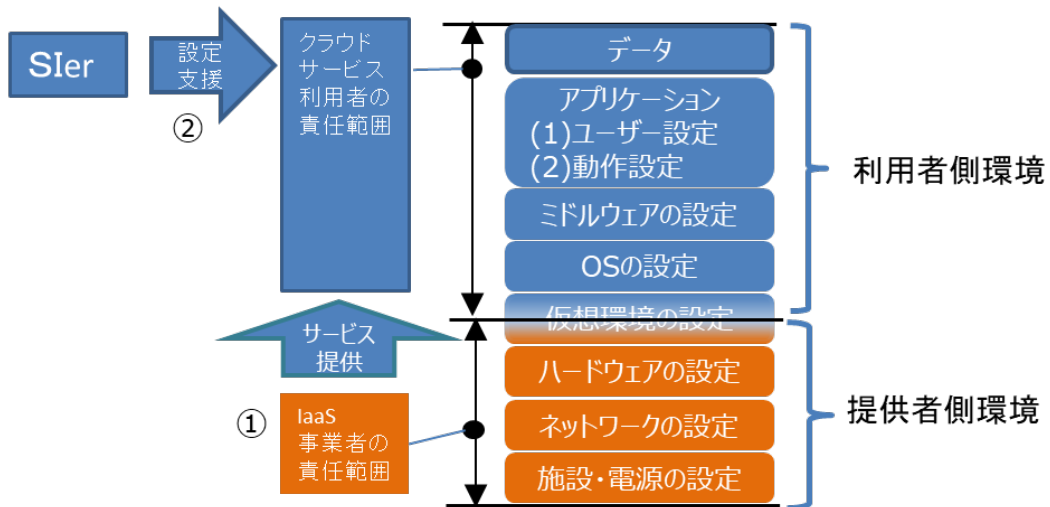 SIer
設定
支援
②
クラウド
サービス
利用者の
責任範囲
データ
アプリケーション
(1)ユーザー設定
(2)動作設定
ミドルウェアの設定
OSの設定
仮想環境の設定
利用者側環境
サービス
提供
①
IaaS
事業者の
責任範囲
ハードウェアの設定
ネットワークの設定
施設・電源の設定
提供者側環境